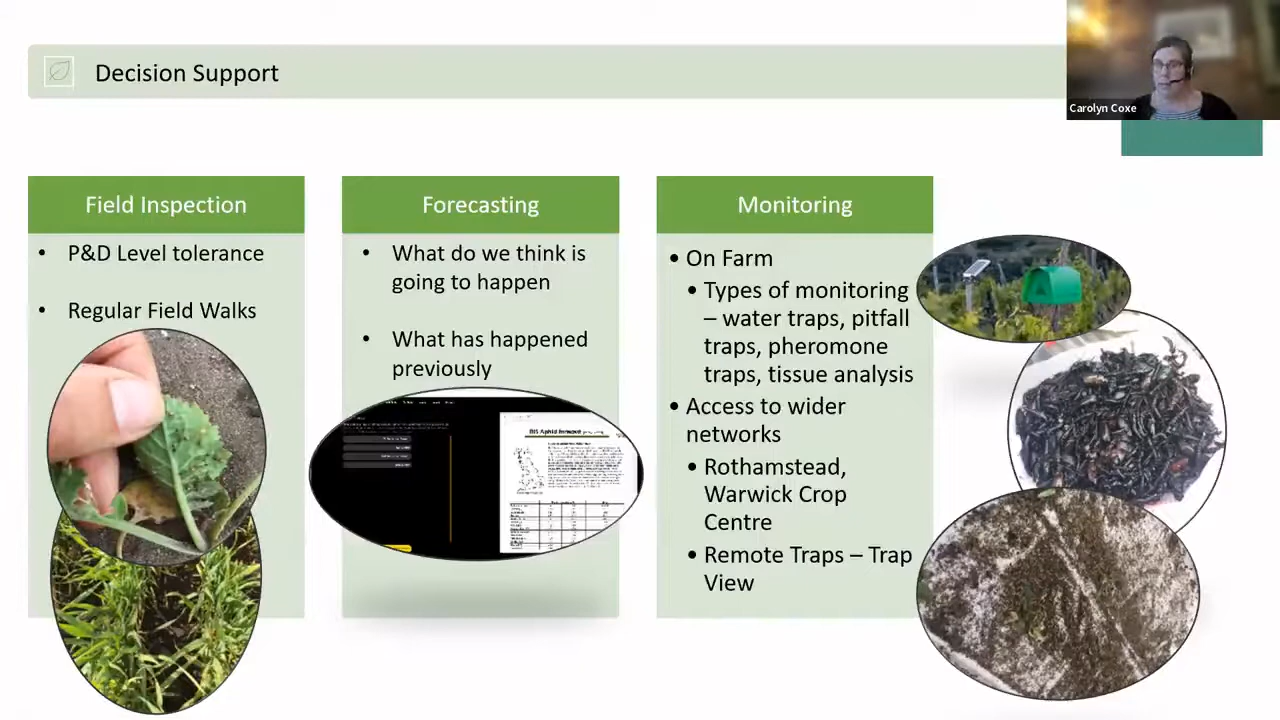 Decision Support
Carolyn Coxe
Field Inspection
• P&D Level tolerance
• Regular Field Walks
Forecasting
• What do we think is
going to happen
• What has happened
previously
Monitoring
• On Farm
• Types of monitoring
– water traps, pitfall
traps, pheromone
traps, tissue analysis
• Access to wider
networks
• Rothamstead,
Warwick Crop
Centre
• Remote Traps – Trap
View